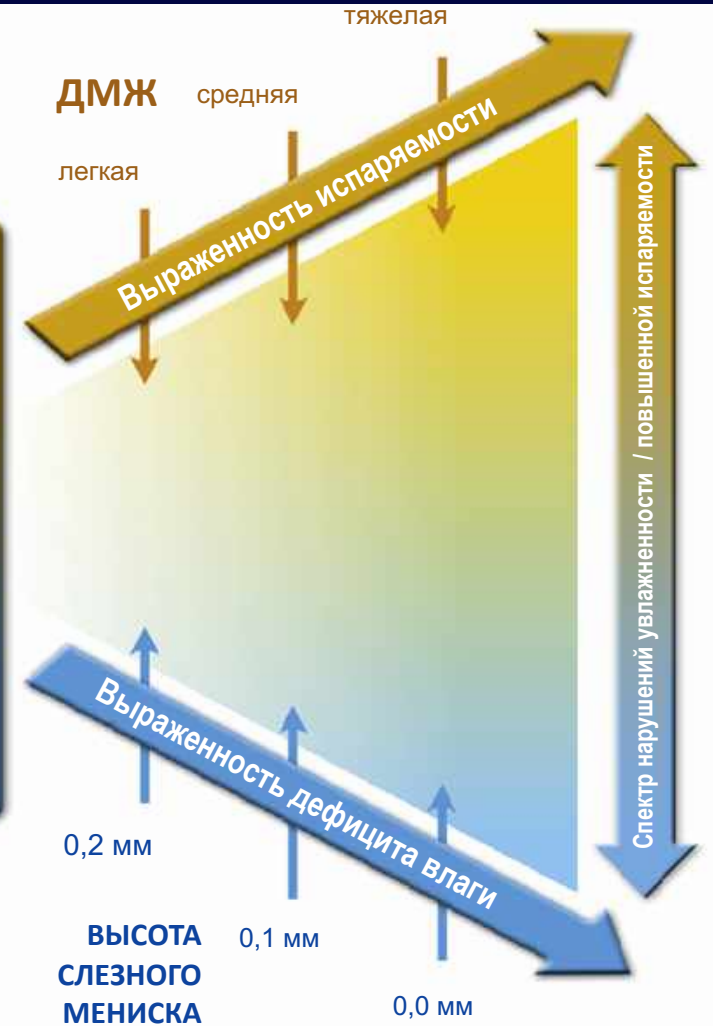 тяжелая
ДМЖ
средняя
легкая
Выраженность испаряемости
Спектр нарушений увлажненности / повышенной испаряемости
Выраженность дефицита влаги
0,2 мм
ВЫСОТА
СЛЕЗНОГО
МЕНИСКА
0,1 мм
0,0 мм